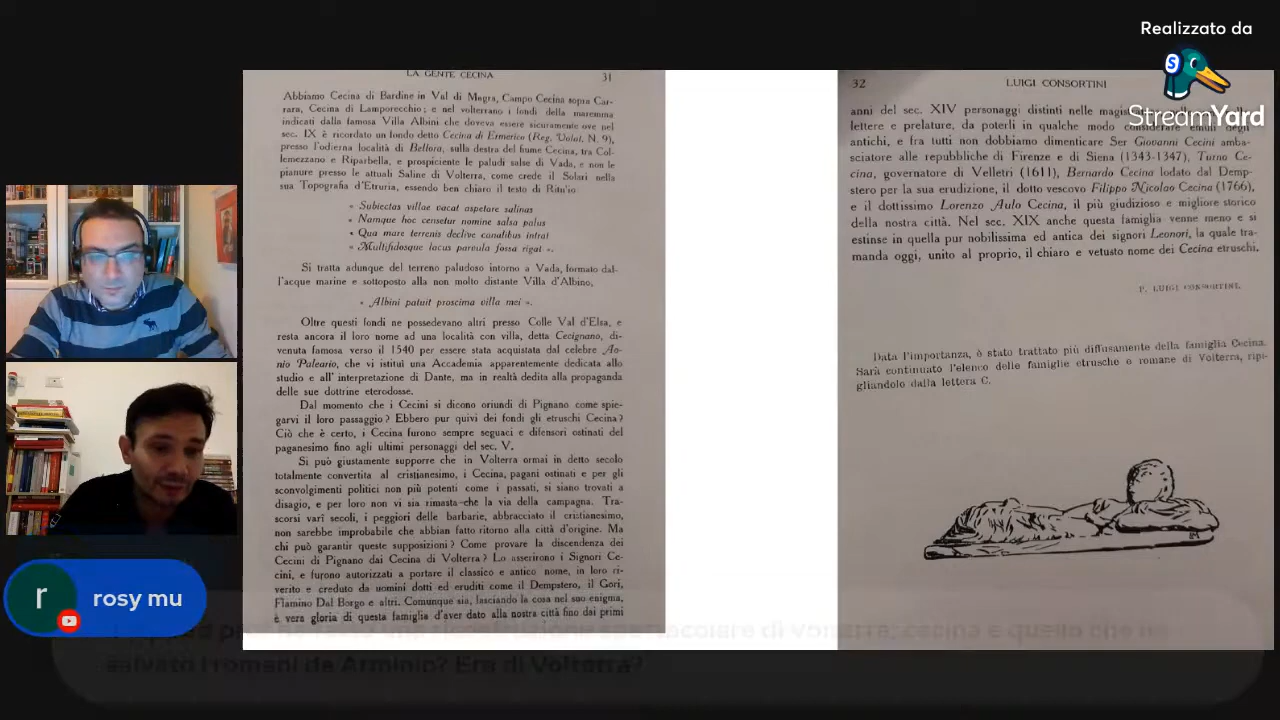 Realizzato da
StreamYard
LA GENTE CECINA 31
Abbiamo Cecina di Bardine in Val di Magra, Campo Cecina sopra Car-
rara, Cecina di Lamporecchio; e nel volterrano i fondi della maremma
indicati dalla famosa Villa Albini che doveva essere sicuramente ove nel
sec. IX è ricordato un fondo detto Cecina di Ermerico (Reg. Volat. N. 9),
presso l'odierna località di Bellora, sulla destra del fiume Cecina, tra Col-
lemezzano e Riparbella, e prospiciente le paludi salse di Vada, e non le
pianure presso le attuali Saline di Volterra, come crede il Solari nella
sua Topografia d'Etruria, essendo ben chiaro il testo di Rutilio
« Subiectas villae vacat aspetare salinas
« Namque hoc censetur nomine salsa palus
« Qua mare terrenis declive canalibus intrat
« Multifidosque lacus parvula fossa rigat ».
Si tratta adunque del terreno paludoso intorno a Vada, formato dal-
l'acque marine e sottoposto alla non molto distante Villa d'Albino,
« Albini patuit proscima villa mei ».
Oltre questi fondi ne possedevano altri presso Colle Val d'Elsa, e
resta ancora il loro nome ad una località con villa, detta Cecignano, di-
venuta famosa verso il 1540 per essere stata acquistata dal celebre Ao-
nio Paleario, che vi istituì una Accademia apparentemente dedicata allo
studio e all' interpretazione di Dante, ma in realtà dedita alla propaganda
delle sue dottrine eterodosse.
Dal momento che i Cecini si dicono oriundi di Pignano come spie-
garvi il loro passaggio? Ebbero pur quivi dei fondi gli etruschi Cecina?
Ciò che è certo, i Cecina furono sempre seguaci e difensori ostinati del
paganesimo fino agli ultimi personaggi del sec. V.
Si può giustamente supporre che in Volterra ormai in detto secolo
totalmente convertita al cristianesimo, i Cecina, pagani ostinati e per gli
sconvolgimenti politici non più potenti come i passati, si siano trovati a
disagio, e per loro non vi sia rimasta che la via della campagna. Tra-
scorsi vari secoli, i peggiori delle barbarie, abbracciato il cristianesimo,
non sarebbe improbabile che abbian fatto ritorno alla città d'origine. Ma
chi può garantir queste supposizioni? Come provare la discendenza dei
Cecini di Pignano dai Cecina di Volterra? Lo asserirono i Signori Ce-
cini, e furono autorizzati a portare il classico e antico nome, in loro ri-
verito e creduto da uomini dotti ed eruditi come il Dempstero, il Gori,
Flaminio Dal Borgo e altri. Comunque sia, lasciando la cosa nel suo enigma,
è vera gloria di questa famiglia d'aver dato alla nostra città fino dai primi
32 LUIGI CONSORTINI
anni del sec. XIV personaggi distinti nelle
lettere e prelature, da poterli in qualche modo considerare emuli degli
antichi, e fra tutti non dobbiamo dimenticare Ser Giovanni Cecini amba-
sciatore alle repubbliche di Firenze e di Siena (1343-1347), Turno Ce-
cina, governatore di Velletri (1611), Bernardo Cecina lodato dal Demp-
stero per la sua erudizione, il dotto vescovo Filippo Nicolao Cecina (1766),
e il dottissimo Lorenzo Aulo Cecina, il più giudizioso e migliore storico
della nostra città. Nel sec. XIX anche questa famiglia venne meno e si
estinse in quella pur nobilissima ed antica dei signori Leonori, la quale tra-
manda oggi, unito al proprio, il chiaro e vetusto nome dei Cecina etruschi.
P. LUIGI CONSORTINI.
Data l'importanza, è stato trattato più diffusamente della famiglia Cecina.
Sarà continuato l'elenco delle famiglie etrusche o romane di Volterra, ripi-
gliandolo dalla lettera C.
r rosy mu
di Volterra; cecina e quello che ha
salvato i romani da Arminio? Era di Volterra?